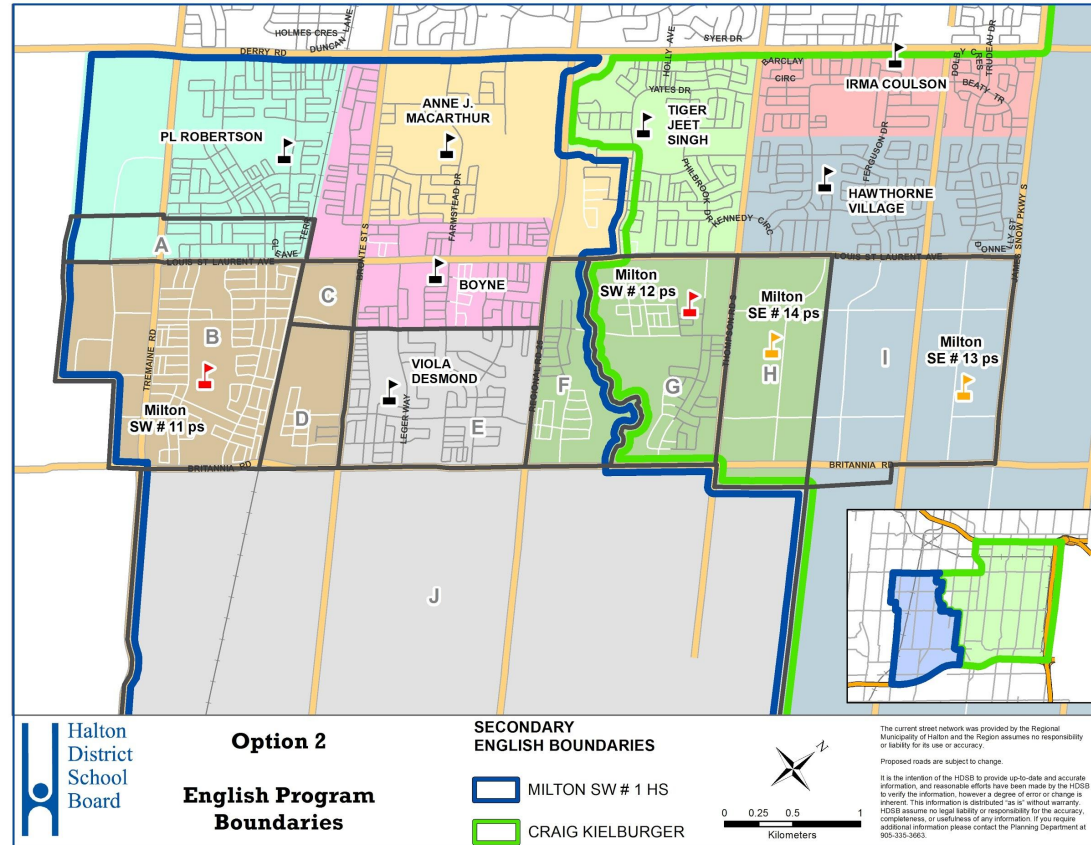 HOLMES CRES
DUNCAN LANE
DERRY RD
HOLLY AVE
SYER DR
BARCLAY
CIRC
DOLBY CRES
TRUDEAU DR
BEATY TR
IRMA COULSON
YATES DR
ANNE J.
MACARTHUR
TIGER
JEET
SINGH
PL ROBERTSON
FERGUSON DR
PHILBROOK DR
HAWTHORNE
VILLAGE
FARMSTEAD DR
KENNEDY CIRC
BRONTE ST S
JAMES SNOW PKWY S
A
LOUIS ST LAURENT AVE
LOUIS ST LAURENT AVE
BOYNE
Milton
SW # 12 ps
C
Milton
SE # 14 ps
THOMPSON RD S
B
TREMAINE RD
Milton
SE # 13 ps
H
I
VIOLA
DESMOND
REGIONAL RD 25
F
G
Milton
SW # 11 ps
D
LEGER WAY
E
BRITANNIA RD
BRITANNIA RD
J
Halton
District
School
Board
Option 2
English Program
Boundaries
SECONDARY
ENGLISH BOUNDARIES
MILTON SW # 1 HS
CRAIG KIELBURGER
N
0 0.25 0.5 1
Kilometers
The current street network was provided by the Regional
Municipality of Halton and the Region assumes no responsibility
or liability for its use or accuracy.
Proposed roads are subject to change.
It is the intention of the HDSB to provide up-to-date and accurate
information, and reasonable efforts have been made by the HDSB
to verify the information, however a degree of error or change is
inherent. This information is distributed "as is" without warranty.
HDSB assume no legal liability or responsibility for the accuracy,
completeness, or usefulness of any information. If you require
additional information please contact the Planning Department at
905-335-3663.